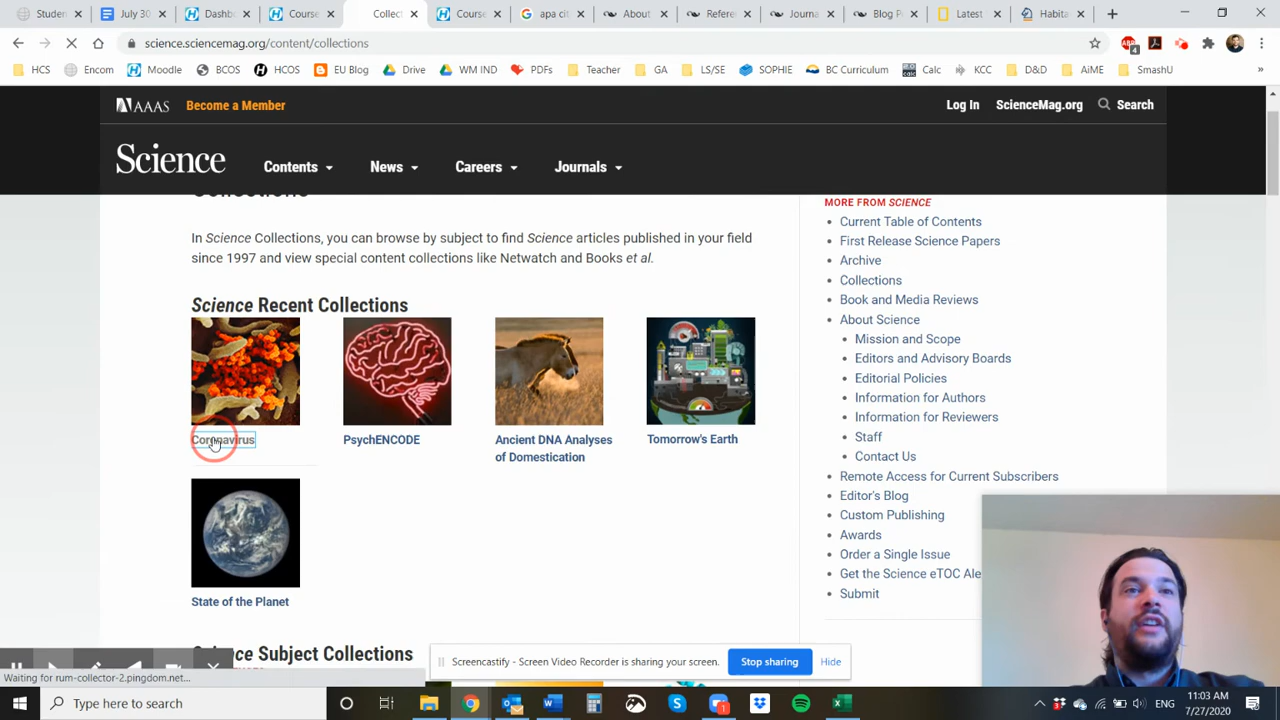 Studen
July 30
Dashb
Course
Collect
Course
apa cit
About
Refere
Journa
Blog P
Latest
Habita
science.sciencemag.org/content/collections
HCS
Encom
Moodle
BCOS
HCOS
EU Blog
Drive
WM IND
PDFs
Teacher
GA
LS/SE
SOPHIE
BC Curriculum
Calc
KCC
D&D
AiME
SmashU
AAAS
Become a Member
Log In
ScienceMag.org
Search
Science
Contents
News
Careers
Journals
Collections
In Science Collections, you can browse by subject to find Science articles published in your field
since 1997 and view special content collections like Netwatch and Books et al.
Science Recent Collections
Coronavirus
PsychENCODE
Ancient DNA Analyses
of Domestication
Tomorrow's Earth
State of the Planet
Science Subject Collections
MORE FROM SCIENCE
Current Table of Contents
First Release Science Papers
Archive
Collections
Book and Media Reviews
About Science
Mission and Scope
Editors and Advisory Boards
Editorial Policies
Information for Authors
Information for Reviewers
Staff
Contact Us
Remote Access for Current Subscribers
Editor's Blog
Custom Publishing
Awards
Order a Single Issue
Get the Science eTOC Ale
Submit
Screencastify - Screen Video Recorder is sharing your screen.
Stop sharing
Hide
Waiting for rum-collector-2.pingdom.net...
Type here to search
ENG
11:03 AM
7/27/2020